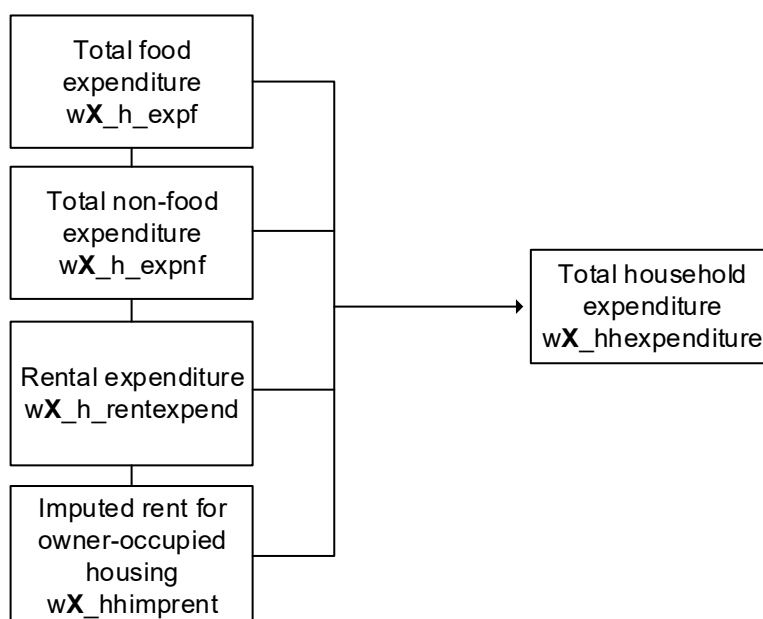 Total food
expenditure
wX_h_expf
Total non-food
expenditure
wX_h_expnf
Rental expenditure
wX_h_rentexpend
Imputed rent for
owner-occupied
housing
wX_hhimprent
Total household
expenditure
wX_hhexpenditure